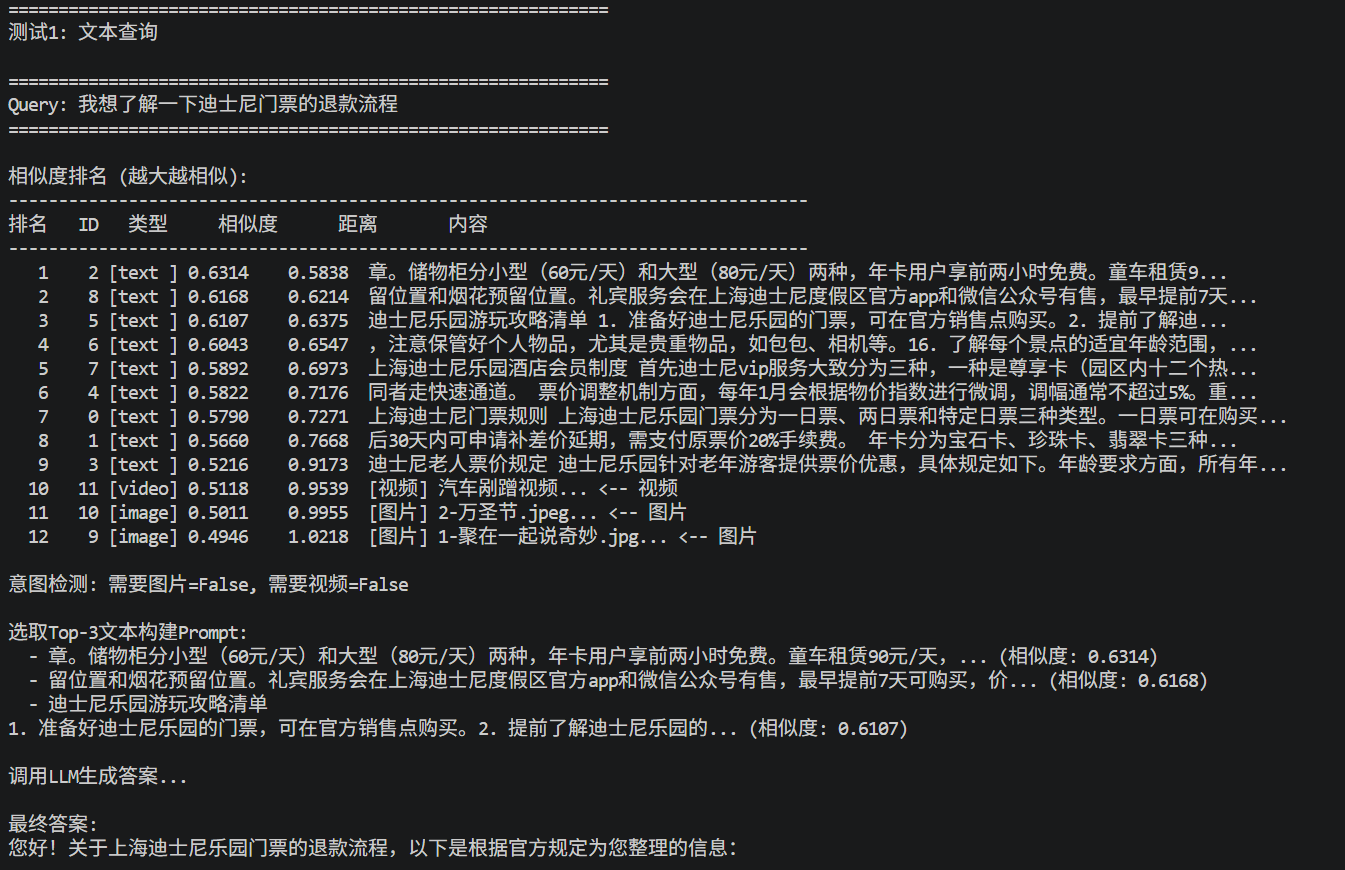 ============================================================
测试1: 文本查询
============================================================
Query: 我想了解一下迪士尼门票的退款流程
============================================================
相似度排名 (越大越相似):
--------------------------------------------------------------------------------
排名 ID 类型 相似度 距离 内容
--------------------------------------------------------------------------------
1 2 [text ] 0.6314 0.5838 章。储物柜分小型（60元/天）和大型（80元/天）两种，年卡用户享前两小时免费。童车租赁9...
2 8 [text ] 0.6168 0.6214 留位置和烟花预留位置。礼宾服务会在上海迪士尼度假区官方app和微信公众号有售，最早提前7天...
3 5 [text ] 0.6107 0.6375 迪士尼乐园游玩攻略清单 1. 准备好迪士尼乐园的门票，可在官方销售点购买。2. 提前了解迪...
4 6 [text ] 0.6043 0.6547 ，注意保管好个人物品，尤其是贵重物品，如包包、相机等。16. 了解每个景点的适宜年龄范围，...
5 7 [text ] 0.5892 0.6973 上海迪士尼乐园酒店会员制度 首先迪士尼vip服务大致分为三种，一种是尊享卡（园区内十二个热...
6 4 [text ] 0.5822 0.7176 同者走快速通道。 票价调整机制方面，每年1月会根据物价指数进行微调，调幅通常不超过5%。重...
7 0 [text ] 0.5790 0.7271 上海迪士尼门票规则 上海迪士尼乐园门票分为一日票、两日票和特定日票三种类型。一日票可在购买...
8 1 [text ] 0.5660 0.7668 后30天内可申请补差价延期，需支付原票价20%手续费。 年卡分为宝石卡、珍珠卡、翡翠卡三种...
9 3 [text ] 0.5216 0.9173 迪士尼老人票价规定 迪士尼乐园针对老年游客提供票价优惠，具体规定如下。年龄要求方面，所有年...
10 11 [video] 0.5118 0.9539 [视频] 汽车剐蹭视频... <-- 视频
11 10 [image] 0.5011 0.9955 [图片] 2-万圣节.jpeg... <-- 图片
12 9 [image] 0.4946 1.0218 [图片] 1-聚在一起说奇妙.jpg... <-- 图片
意图检测: 需要图片=False, 需要视频=False
选取Top-3文本构建Prompt:
- 章。储物柜分小型（60元/天）和大型（80元/天）两种，年卡用户享前两小时免费。童车租赁90元/天，... (相似度: 0.6314)
- 留位置和烟花预留位置。礼宾服务会在上海迪士尼度假区官方app和微信公众号有售，最早提前7天可购买，价... (相似度: 0.6168)
- 迪士尼乐园游玩攻略清单
1. 准备好迪士尼乐园的门票，可在官方销售点购买。2. 提前了解迪士尼乐园的... (相似度: 0.6107)
调用LLM生成答案...
最终答案:
您好！关于上海迪士尼乐园门票的退款流程，以下是根据官方规定为您整理的信息：